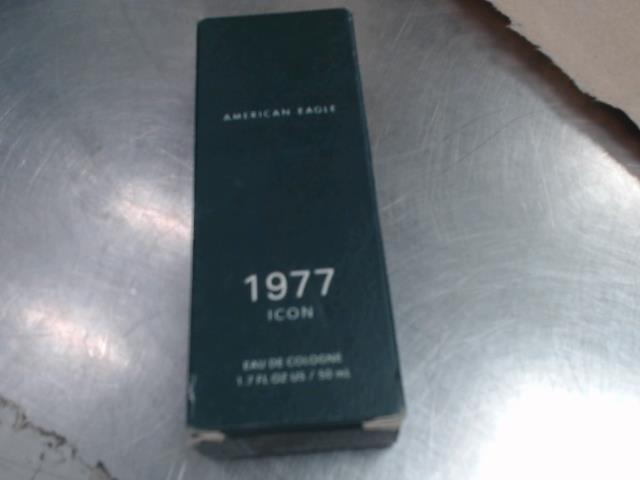 AMERICAN EAGLE
1977
ICON
EAU DE COLOGNE
1.7 FL OZ US / 50 mL